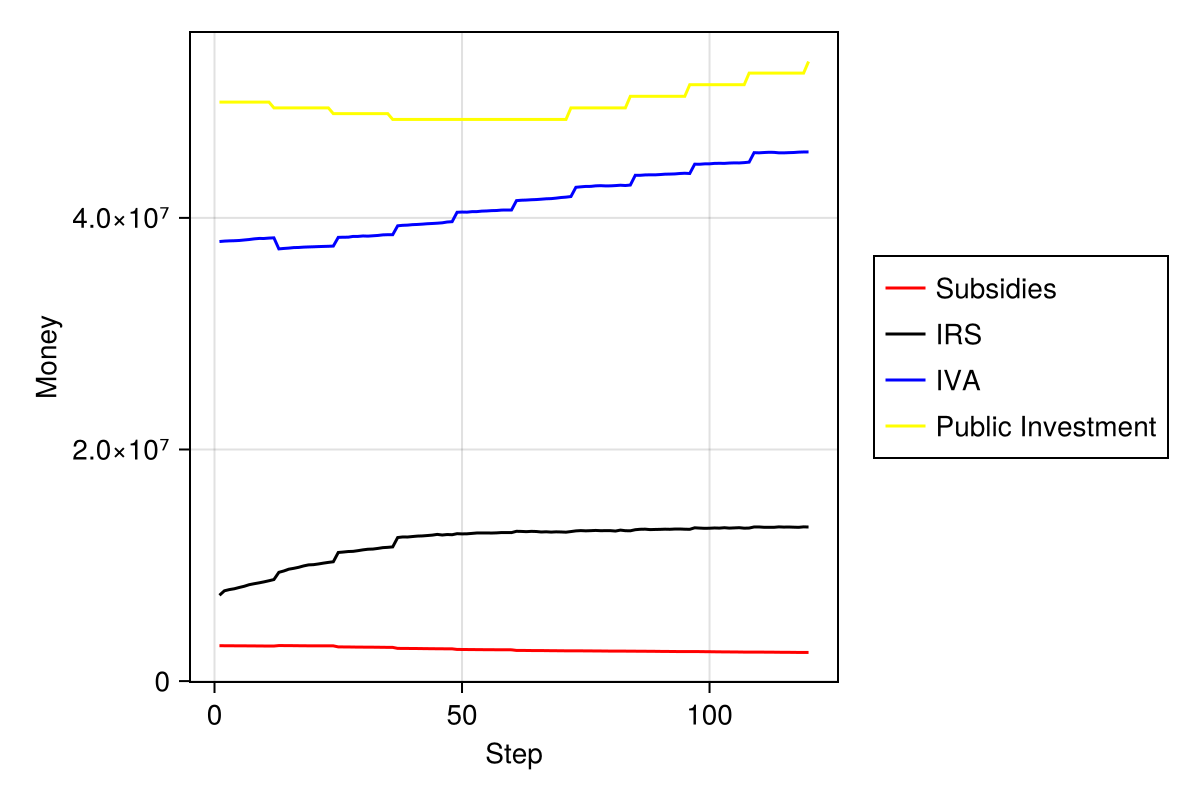 Money
4.0×10⁷
2.0×10⁷
0
0 50 100
Step
Subsidies
IRS
IVA
Public Investment